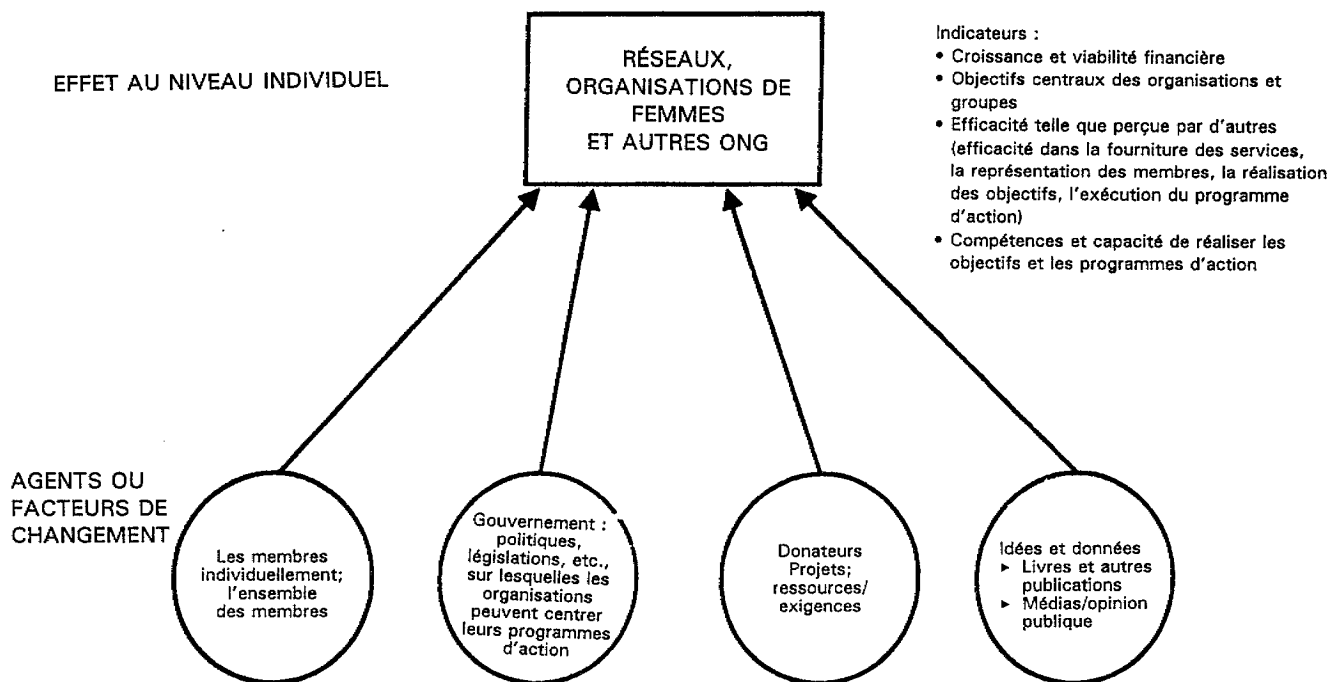 EFFET AU NIVEAU INDIVIDUEL
RÉSEAUX,
ORGANISATIONS DE
FEMMES
ET AUTRES ONG
Indicateurs :
• Croissance et viabilité financière
• Objectifs centraux des organisations et
groupes
• Efficacité telle que perçue par d'autres
(efficacité dans la fourniture des services,
la représentation des membres, la réalisation
des objectifs, l'exécution du programme
d'action)
• Compétences et capacité de réaliser les
objectifs et les programmes d'action
AGENTS OU
FACTEURS DE
CHANGEMENT
Les membres
individuellement;
l'ensemble
des membres
Gouvernement :
politiques,
législations, etc.,
sur lesquelles les
organisations
peuvent centrer
leurs programmes
d'action
Donateurs
Projets;
ressources/
exigences
Idées et données
► Livres et autres
publications
► Médias/opinion
publique